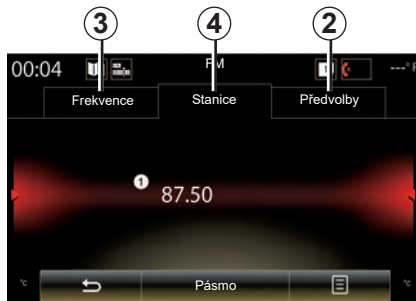 3 4 2
00:04 FM ---°F
Frekvence Stanice Předvolby
1 87.50
°C Pásmo °C